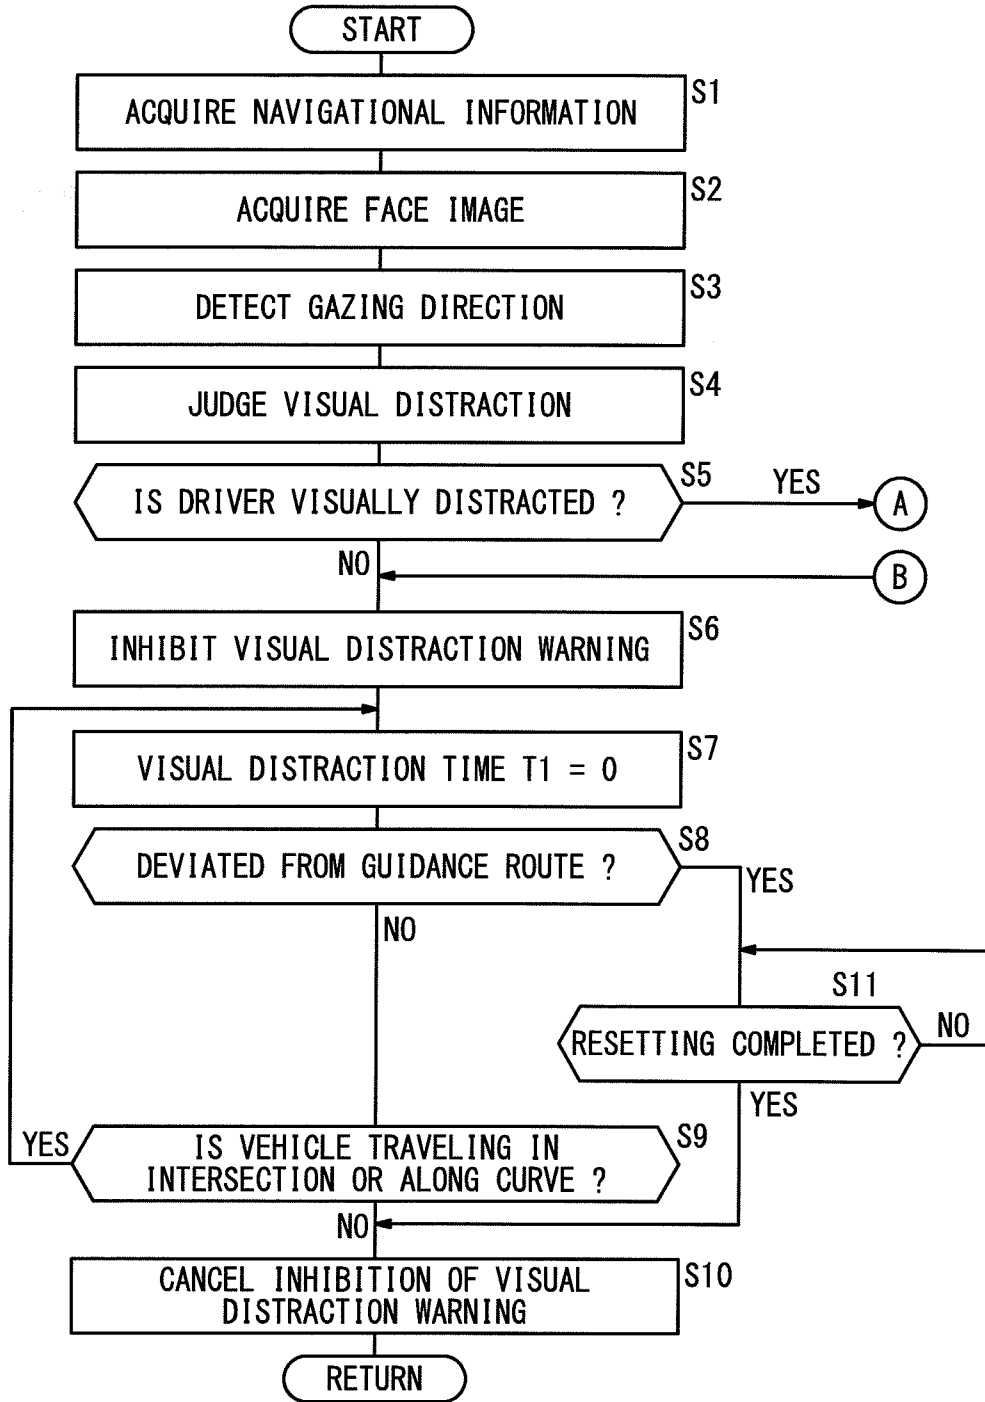 START
ACQUIRE NAVIGATIONAL INFORMATION
S1
ACQUIRE FACE IMAGE
S2
DETECT GAZING DIRECTION
S3
JUDGE VISUAL DISTRACTION
S4
IS DRIVER VISUALLY DISTRACTED ?
S5
YES
A
NO
B
INHIBIT VISUAL DISTRACTION WARNING
S6
VISUAL DISTRACTION TIME T1 = 0
S7
DEVIATED FROM GUIDANCE ROUTE ?
S8
YES
NO
S11
RESETTING COMPLETED ?
NO
YES
YES
IS VEHICLE TRAVELING IN
INTERSECTION OR ALONG CURVE ?
S9
NO
CANCEL INHIBITION OF VISUAL
DISTRACTION WARNING
S10
RETURN